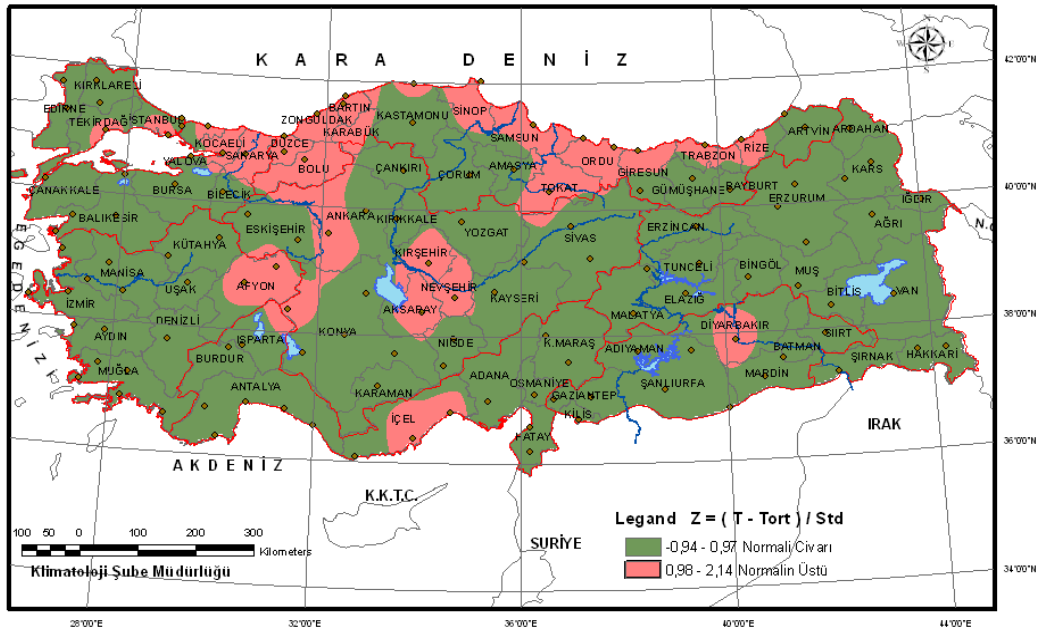 K A R A D E N İ Z
42°00'0"N
KIRKLARELİ
EDİRNE
TEKİRDAĞ
İSTANBUL
KOCAELİ
SAKARYA
YALOVA
DÜZCE
BOLU
ZONGULDAK
BARTIN
KARABÜK
KASTAMONU
SİNOP
SAMSUN
ORDU
GİRESUN
TRABZON
RİZE
ARTVİN
ARDAHAN
KARS
IĞDIR
ÇANAKKALE
BALIKESİR
BURSA
BİLECİK
ESKİŞEHİR
ANKARA
ÇANKIRI
KIRIKKALE
ÇORUM
AMASYA
TOKAT
YOZGAT
SİVAS
GÜMÜŞHANE
BAYBURT
ERZURUM
ERZİNCAN
AĞRI
40°00'0"N
E G E D E N İ Z İ
MANİSA
KÜTAHYA
UŞAK
AFYON
İZMİR
AYDIN
DENİZLİ
MUĞLA
BURDUR
ISPARTA
ANTALYA
KONYA
KARAMAN
AKSARAY
KIRŞEHİR
NEVŞEHİR
KAYSERİ
NİĞDE
İÇEL
ADANA
OSMANİYE
HATAY
K.MARAŞ
GAZİANTEP
KİLİS
MALATYA
ADIYAMAN
ŞANLIURFA
TUNCELİ
ELAZIĞ
BİNGÖL
MUŞ
BİTLİS
VAN
DİYARBAKIR
BATMAN
SİİRT
MARDİN
ŞIRNAK
HAKKARİ
38°00'0"N
A K D E N İ Z
K.K.T.C.
SURİYE
IRAK
36°00'0"N
100 50 0 100 200 300
Kilometers
Klimatoloji Şube Müdürlüğü
Legand Z = ( T - Tort ) / Std
-0,94 - 0,97 Normali Civarı
0,98 - 2,14 Normalin Üstü
34°00'0"N
28°00'E 32°00'E 36°00'E 40°00'E 44°00'E